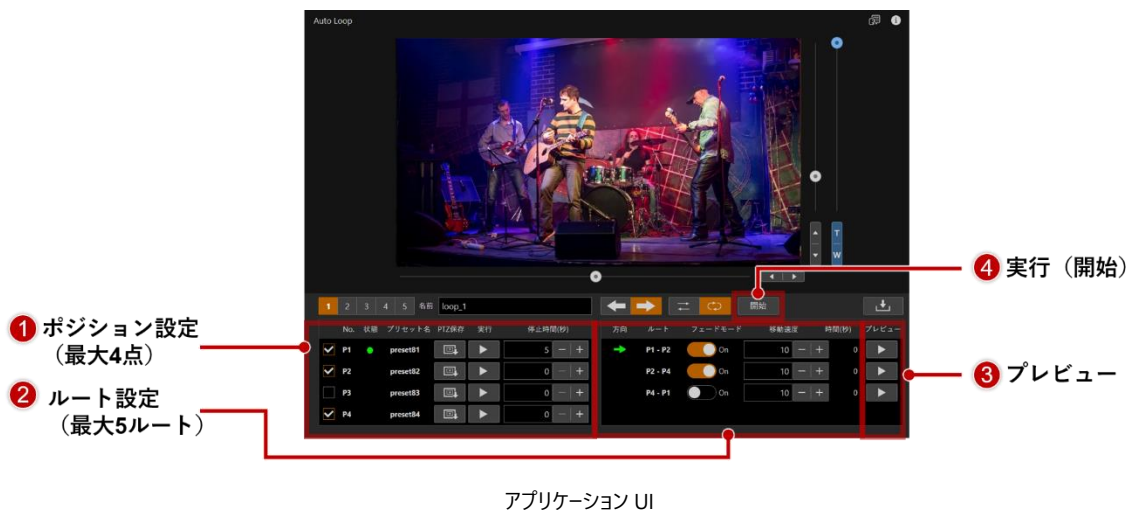 Auto Loop
T
W
4 実行（開始）
1 2 3 4 5 名前 loop_1 開始
1 ポジション設定
（最大4点）
2 ルート設定
（最大5ルート）
3 プレビュー
No. 状態 プリセット名 PTZ保存 実行 停止時間(秒) 方向 ルート フェードモード 移動速度 時間(秒) プレビュー
P1 preset81 5 − + P1 - P2 On 10 − + 0
P2 preset82 0 − + P2 - P4 On 10 − + 0
P3 preset83 0 − + P4 - P1 On 10 − + 0
P4 preset84 0 − +
アプリケーション UI